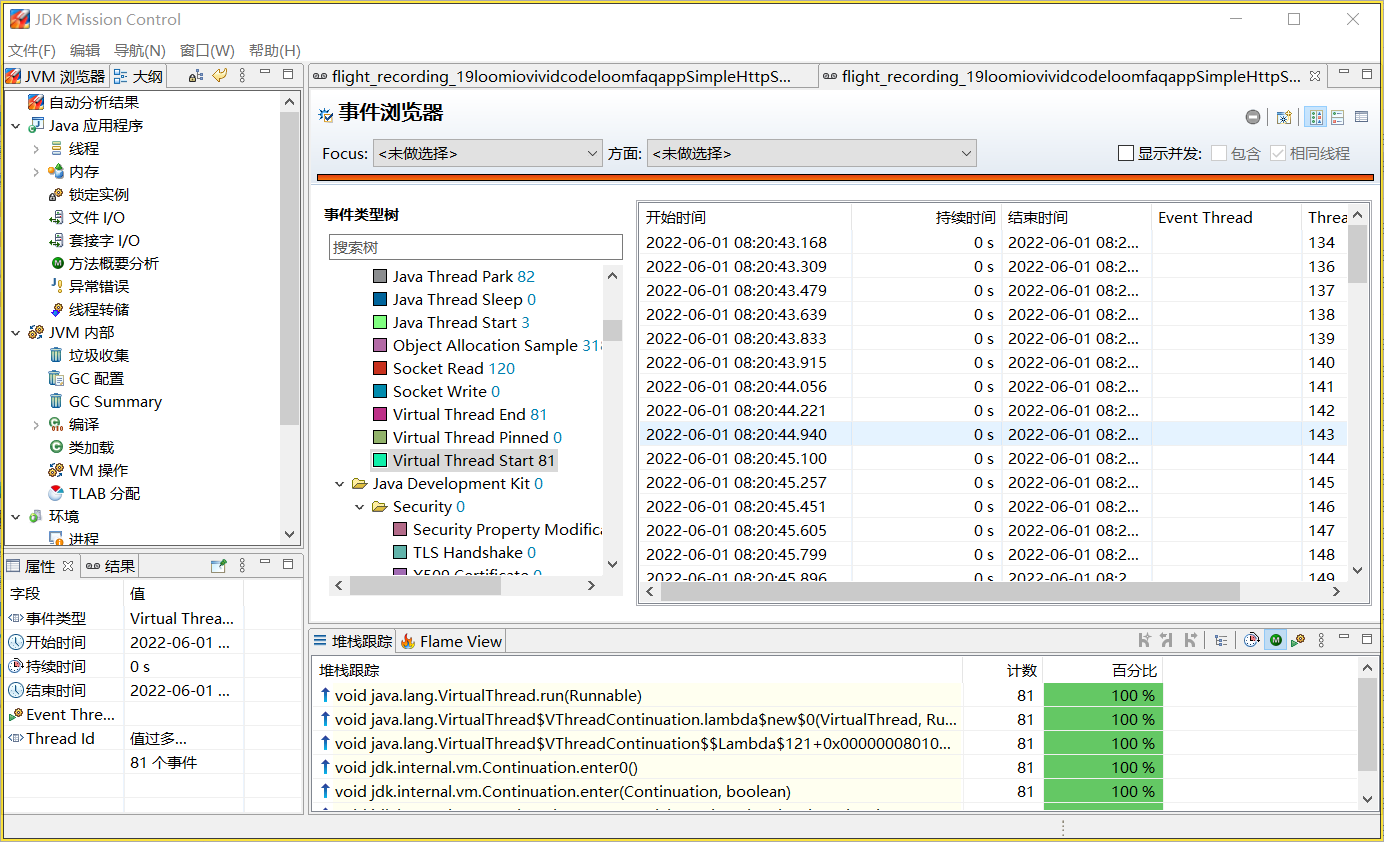 JDK Mission Control
文件(F) 编辑 导航(N) 窗口(W) 帮助(H)
JVM 浏览器 大纲
自动分析结果
Java 应用程序
线程
内存
锁定实例
文件 I/O
套接字 I/O
方法概要分析
异常错误
线程转储
JVM 内部
垃圾收集
GC 配置
GC Summary
编译
类加载
VM 操作
TLAB 分配
环境
进程
属性 结果
字段 值
事件类型 Virtual Threa...
开始时间 2022-06-01 ...
持续时间 0 s
结束时间 2022-06-01 ...
Event Thre...
Thread Id 值过多...
81 个事件
flight_recording_19loomiovividcodeloomfaqappSimpleHttpS... flight_recording_19loomiovividcodeloomfaqappSimpleHttpS...
事件浏览器
Focus: <未做选择> 方面: <未做选择> 显示并发: 包含 相同线程
事件类型树
搜索树
Java Thread Park 82
Java Thread Sleep 0
Java Thread Start 3
Object Allocation Sample 318
Socket Read 120
Socket Write 0
Virtual Thread End 81
Virtual Thread Pinned 0
Virtual Thread Start 81
Java Development Kit 0
Security 0
Security Property Modifica
TLS Handshake 0
X509 Certificate 0
开始时间 持续时间 结束时间 Event Thread Threa
2022-06-01 08:20:43.168 0 s 2022-06-01 08:2... 134
2022-06-01 08:20:43.309 0 s 2022-06-01 08:2... 136
2022-06-01 08:20:43.479 0 s 2022-06-01 08:2... 137
2022-06-01 08:20:43.639 0 s 2022-06-01 08:2... 138
2022-06-01 08:20:43.833 0 s 2022-06-01 08:2... 139
2022-06-01 08:20:43.915 0 s 2022-06-01 08:2... 140
2022-06-01 08:20:44.056 0 s 2022-06-01 08:2... 141
2022-06-01 08:20:44.221 0 s 2022-06-01 08:2... 142
2022-06-01 08:20:44.940 0 s 2022-06-01 08:2... 143
2022-06-01 08:20:45.100 0 s 2022-06-01 08:2... 144
2022-06-01 08:20:45.257 0 s 2022-06-01 08:2... 145
2022-06-01 08:20:45.451 0 s 2022-06-01 08:2... 146
2022-06-01 08:20:45.605 0 s 2022-06-01 08:2... 147
2022-06-01 08:20:45.799 0 s 2022-06-01 08:2... 148
2022-06-01 08:20:45.896 0 s 2022-06-01 08:2... 149
堆栈跟踪 Flame View
堆栈跟踪 计数 百分比
void java.lang.VirtualThread.run(Runnable) 81 100 %
void java.lang.VirtualThread$VThreadContinuation.lambda$new$0(VirtualThread, Ru... 81 100 %
void java.lang.VirtualThread$VThreadContinuation$$Lambda$121+0x00000008010... 81 100 %
void jdk.internal.vm.Continuation.enter0() 81 100 %
void jdk.internal.vm.Continuation.enter(Continuation, boolean) 81 100 %